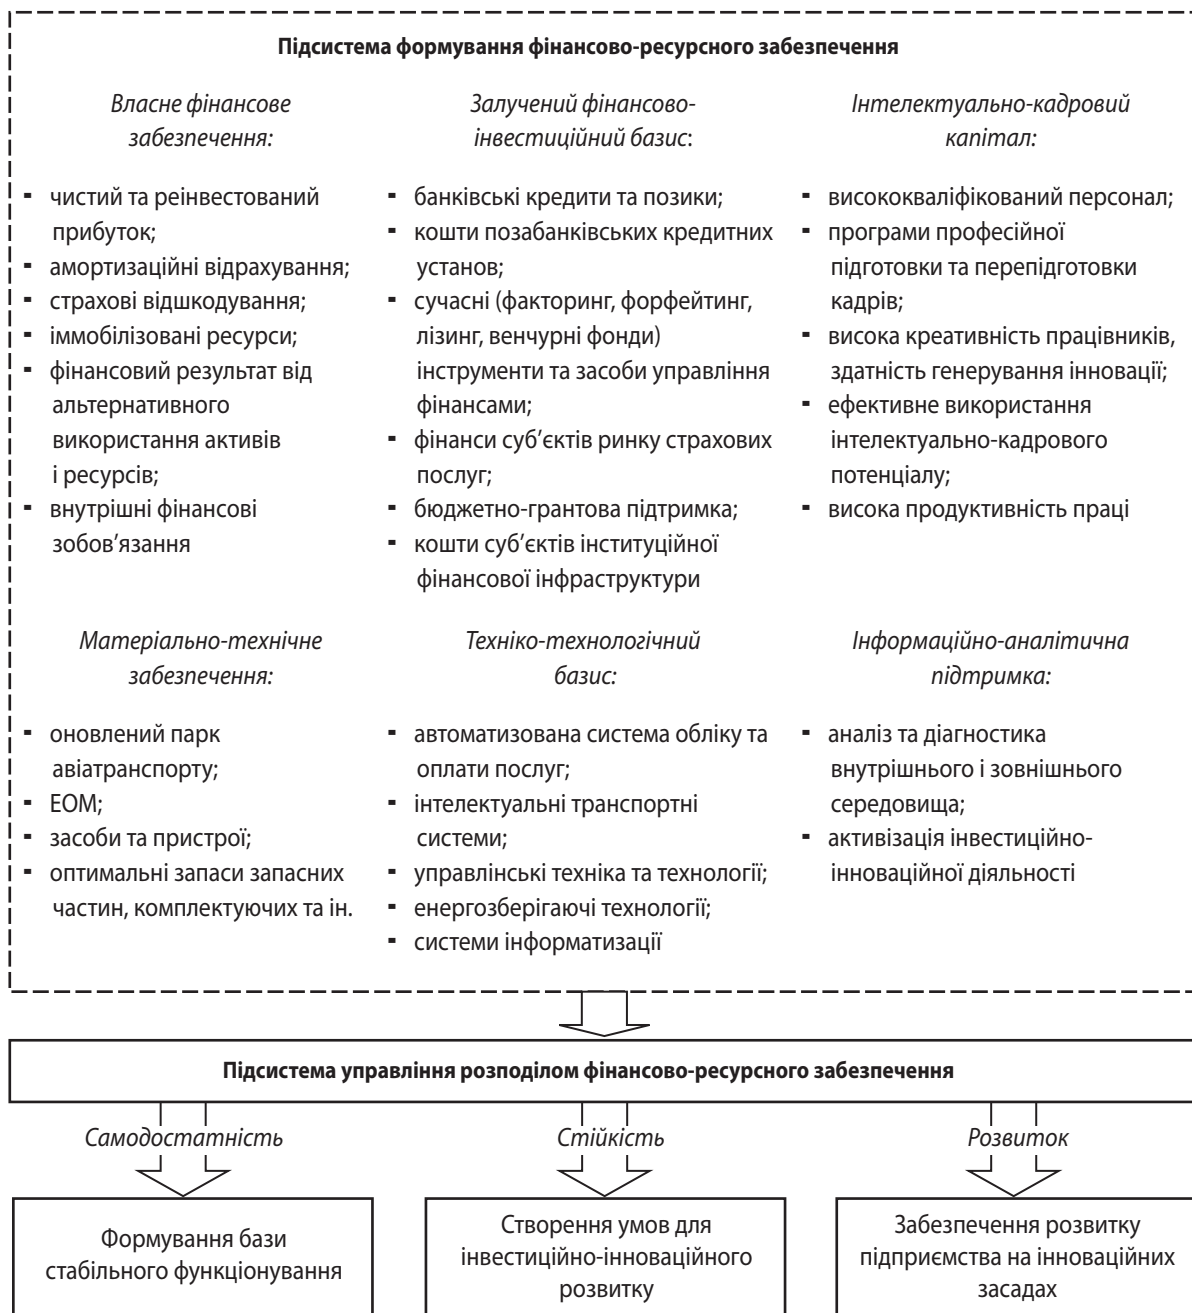 Підсистема формування фінансово-ресурсного забезпечення
Власне фінансове
забезпечення:
- чистий та реінвестований
прибуток;
- амортизаційні відрахування;
- страхові відшкодування;
- іммобілізовані ресурси;
- фінансовий результат від
альтернативного
використання активів
і ресурсів;
- внутрішні фінансові
зобов’язання
Залучений фінансово-
інвестиційний базис:
- банківські кредити та позики;
- кошти позабанківських кредитних
установ;
- сучасні (факторинг, форфейтинг,
лізинг, венчурні фонди)
інструменти та засоби управління
фінансами;
- фінанси суб’єктів ринку страхових
послуг;
- бюджетно-грантова підтримка;
- кошти суб’єктів інституційної
фінансової інфраструктури
Інтелектуально-кадровий
капітал:
- висококваліфікований персонал;
- програми професійної
підготовки та перепідготовки
кадрів;
- висока креативність працівників,
здатність генерування інновації;
- ефективне використання
інтелектуально-кадрового
потенціалу;
- висока продуктивність праці
Матеріально-технічне
забезпечення:
- оновлений парк
авіатранспорту;
- ЕОМ;
- засоби та пристрої;
- оптимальні запаси запасних
частин, комплектуючих та ін.
Техніко-технологічний
базис:
- автоматизована система обліку та
оплати послуг;
- інтелектуальні транспортні
системи;
- управлінські техніка та технології;
- енергозберігаючі технології;
- системи інформатизації
Інформаційно-аналітична
підтримка:
- аналіз та діагностика
внутрішнього і зовнішнього
середовища;
- активізація інвестиційно-
інноваційної діяльності
Підсистема управління розподілом фінансово-ресурсного забезпечення
Самодостатність
Стійкість
Розвиток
Формування бази
стабільного функціонування
Створення умов для
інвестиційно-інноваційного
розвитку
Забезпечення розвитку
підприємства на інноваційних
засадах